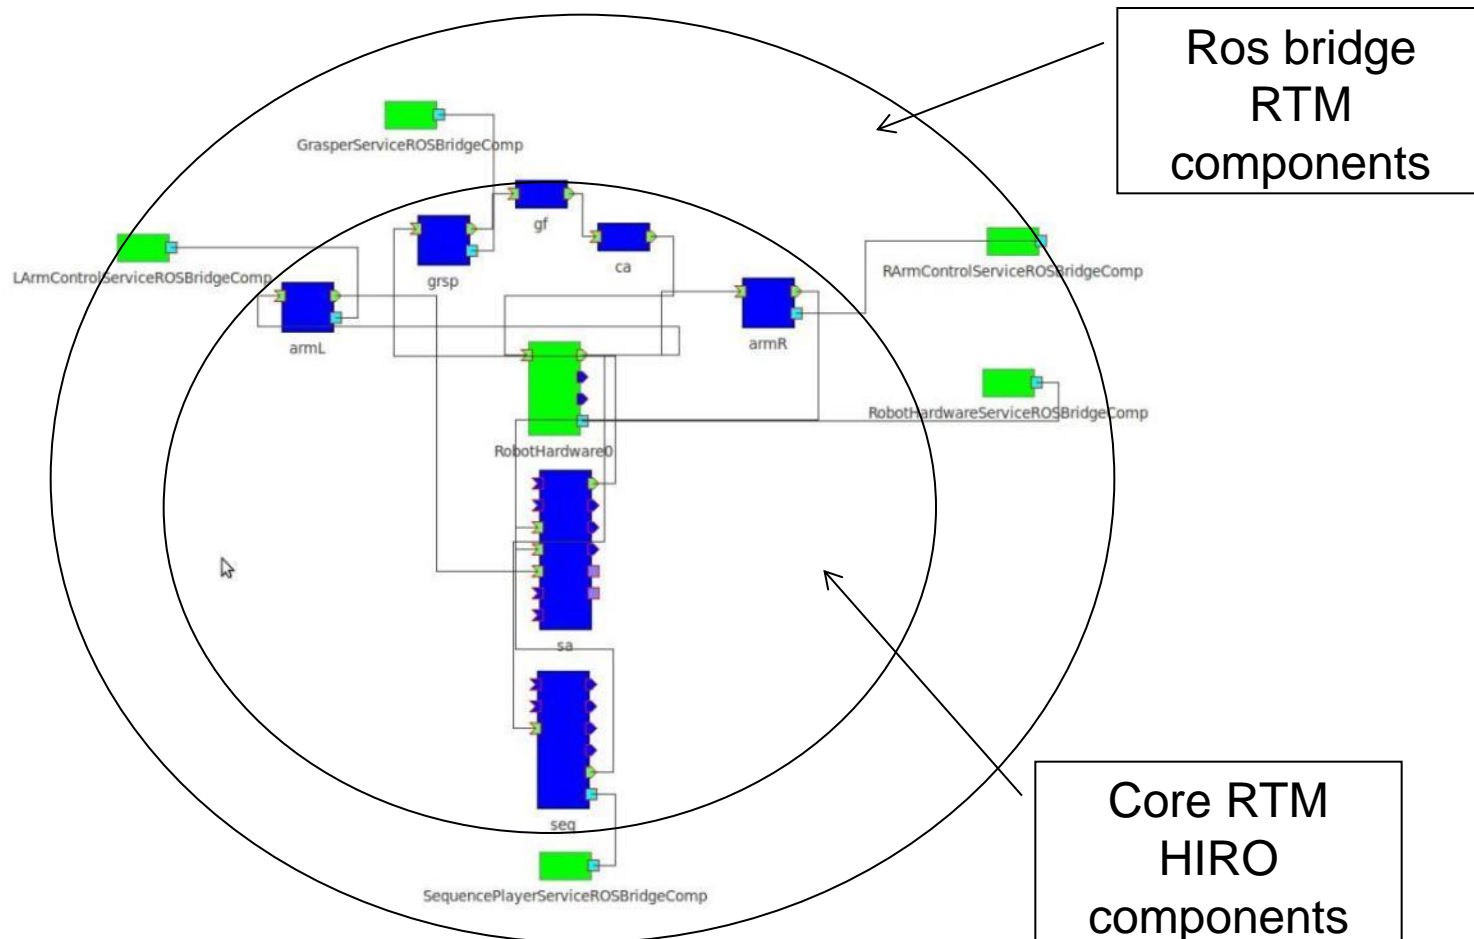 Ros bridge
RTM
components
GrasperServiceROSBridgeComp
gf
ca
grsp
LArmControlServiceROSBridgeComp
RArmControlServiceROSBridgeComp
armL
armR
RobotHardwareServiceROSBridgeComp
RobotHardware0
sa
seq
SequencePlayerServiceROSBridgeComp
Core RTM
HIRO
components